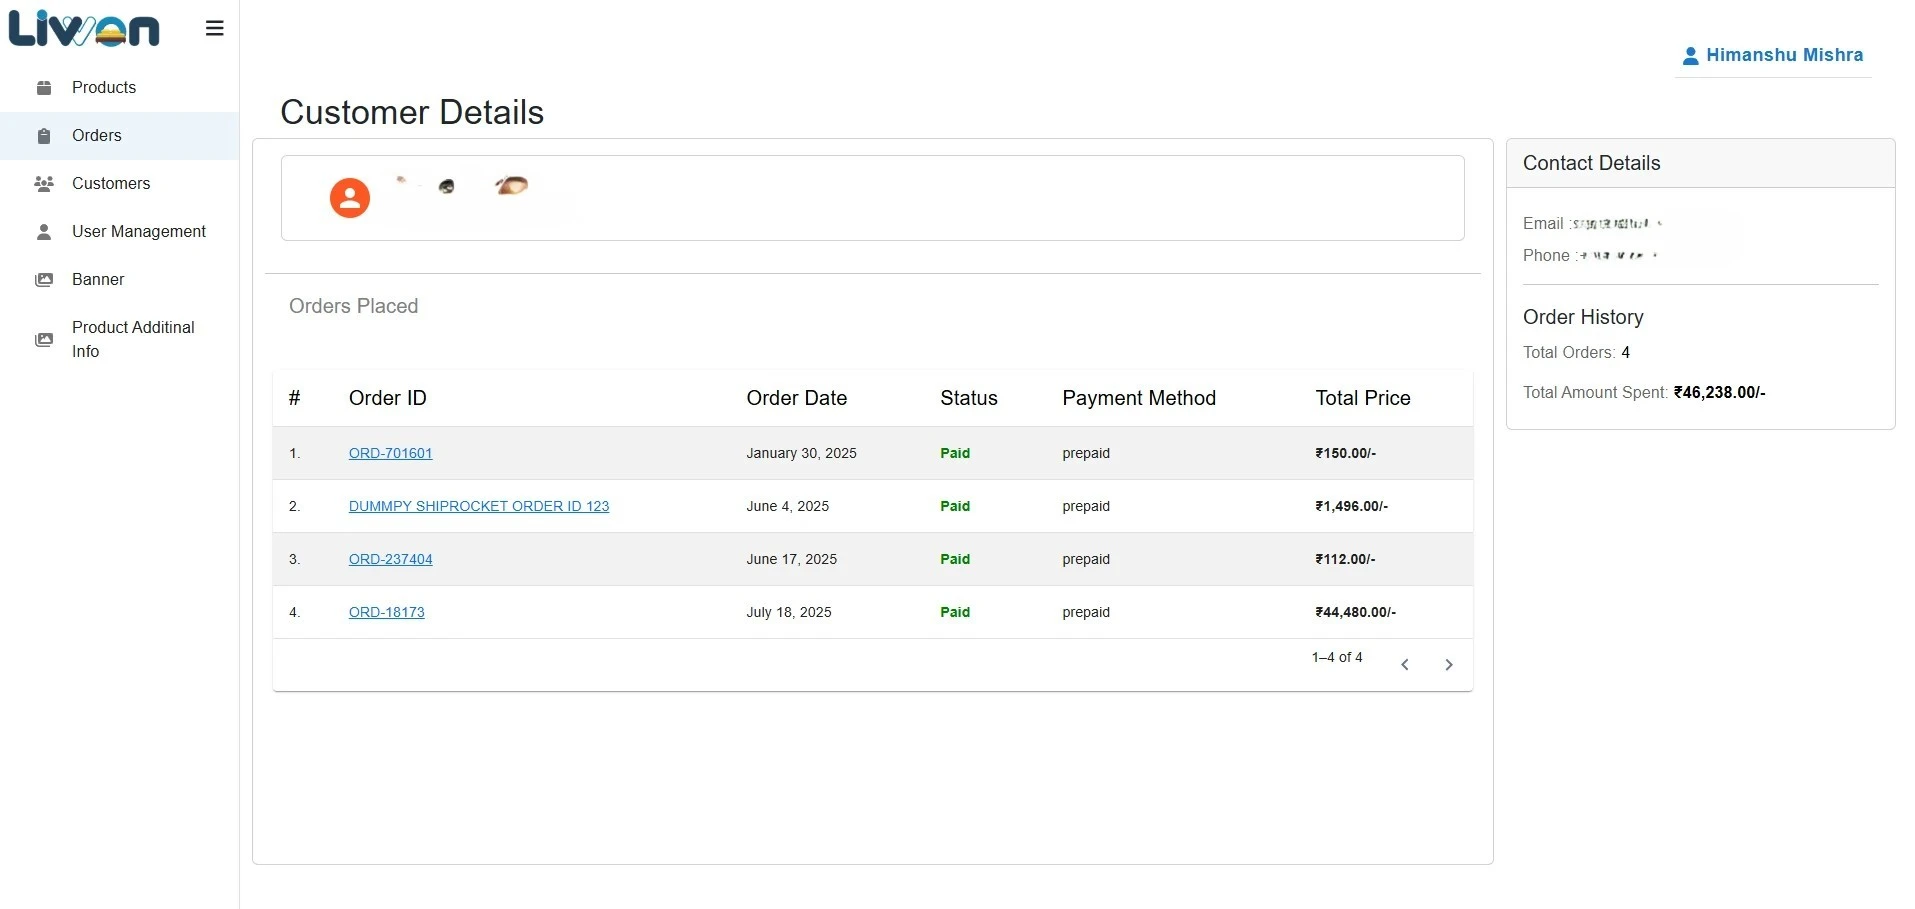 Livvon
Products
Orders
Customers
User Management
Banner
Product Additinal
Info
Himanshu Mishra
Customer Details
Orders Placed
# Order ID Order Date Status Payment Method Total Price
1. ORD-701601 January 30, 2025 Paid prepaid ₹150.00/-
2. DUMMPY SHIPROCKET ORDER ID 123 June 4, 2025 Paid prepaid ₹1,496.00/-
3. ORD-237404 June 17, 2025 Paid prepaid ₹112.00/-
4. ORD-18173 July 18, 2025 Paid prepaid ₹44,480.00/-
1–4 of 4
Contact Details
Email :
Phone :
Order History
Total Orders: 4
Total Amount Spent: ₹46,238.00/-